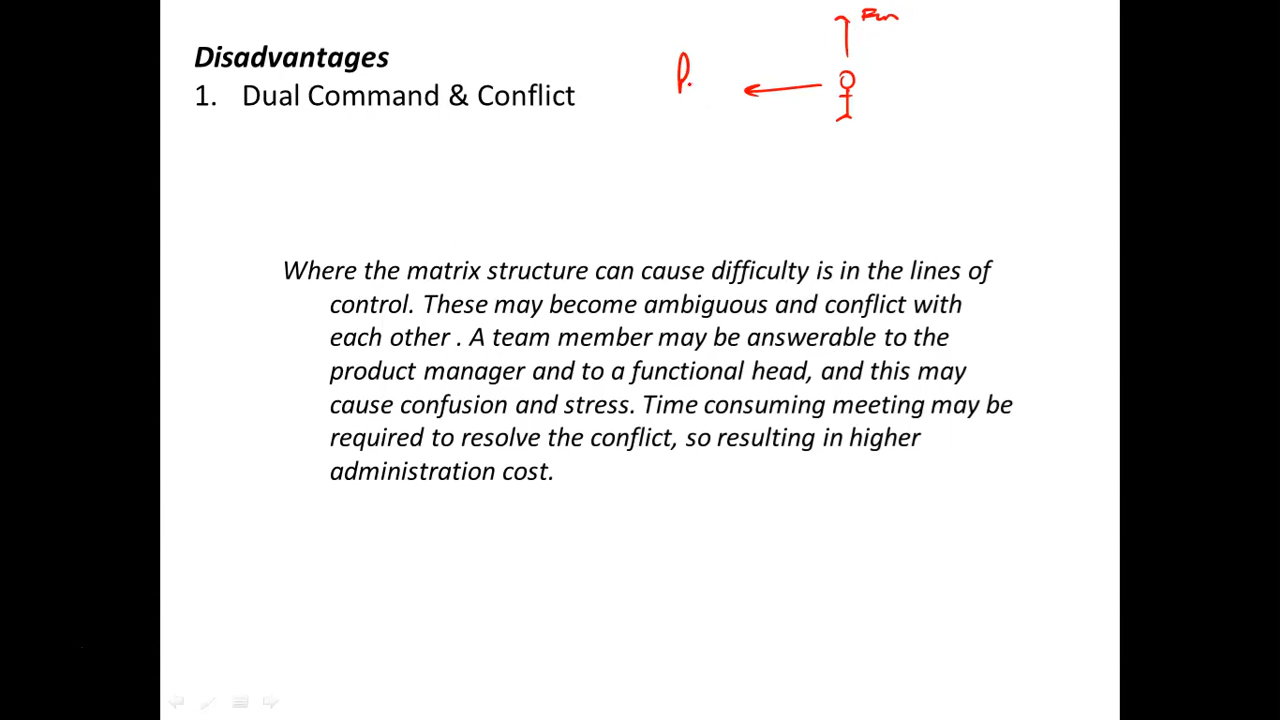 Fun
Disadvantages
P.
1. Dual Command & Conflict
Where the matrix structure can cause difficulty is in the lines of
control. These may become ambiguous and conflict with
each other . A team member may be answerable to the
product manager and to a functional head, and this may
cause confusion and stress. Time consuming meeting may be
required to resolve the conflict, so resulting in higher
administration cost.